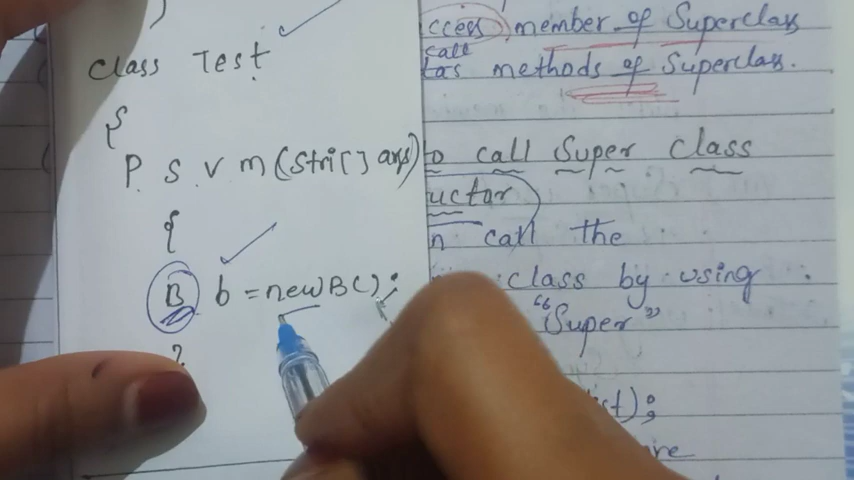 class Test
{
P S V m (Stri[] args)
{
B b = new B();
ccess member of Superclass
call
methods of Superclass.
to call Super Class
uctor
n call the
class by using
"Super"
st);